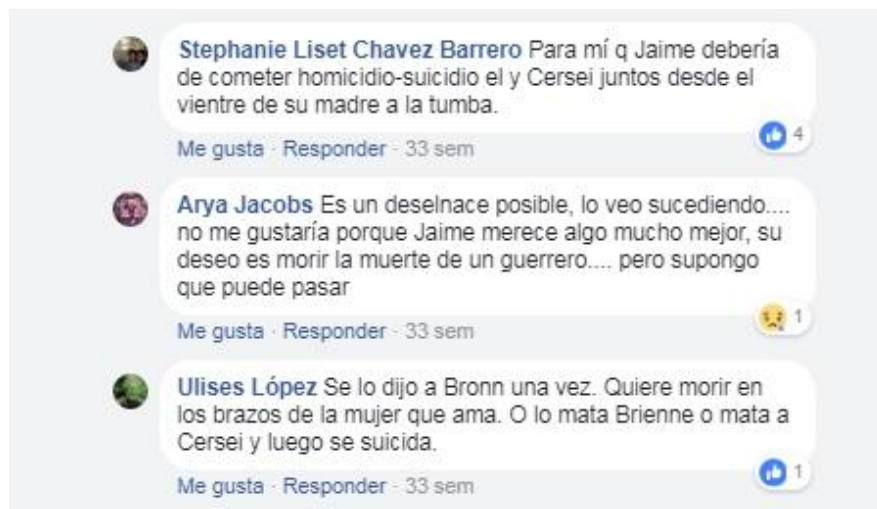 Stephanie Liset Chavez Barrero Para mí q Jaime debería
de cometer homicidio-suicidio el y Cersei juntos desde el
vientre de su madre a la tumba.
4
Me gusta · Responder · 33 sem
Arya Jacobs Es un deselnace posible, lo veo sucediendo....
no me gustaría porque Jaime merece algo mucho mejor, su
deseo es morir la muerte de un guerrero.... pero supongo
que puede pasar
1
Me gusta · Responder · 33 sem
Ulises López Se lo dijo a Bronn una vez. Quiere morir en
los brazos de la mujer que ama. O lo mata Brienne o mata a
Cersei y luego se suicida.
1
Me gusta · Responder · 33 sem